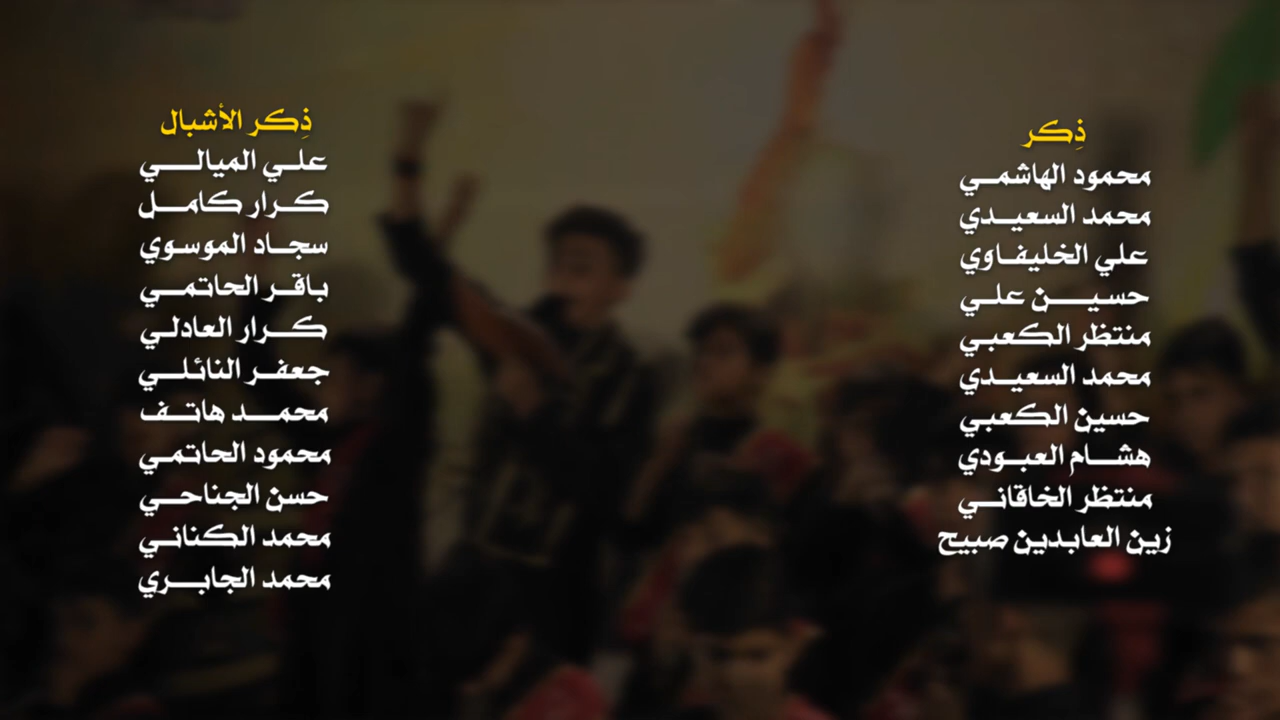 ذِكر
محمود الهاشمي
محمد السعيدي
علي الخليفاوي
حسين علي
منتظر الكعبي
محمد السعيدي
حسين الكعبي
هشام العبودي
منتظر الخاقاني
زين العابدين صبيح
ذِكر الأشبال
علي الميالي
كرار كامل
سجاد الموسوي
باقر الحاتمي
كرار العادلي
جعفر النائلي
محمد هاتف
محمود الحاتمي
حسن الجناحي
محمد الكناني
محمد الجابري